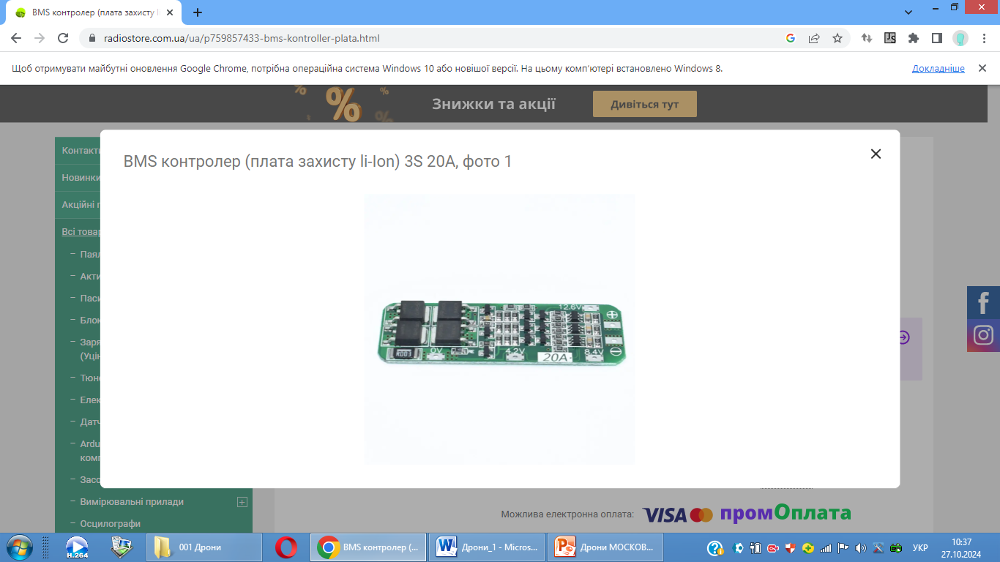 BMS контролер (плата захисту l
radiostore.com.ua/ua/p759857433-bms-kontroller-plata.html
Щоб отримувати майбутні оновлення Google Chrome, потрібна операційна система Windows 10 або новішої версії. На цьому комп'ютері встановлено Windows 8.
Докладніше
Знижки та акції
Дивіться тут
Контакти
Новинки
Акційні п
Всі товар
BMS контролер (плата захисту li-Ion) 3S 20A, фото 1
– Паял
– Акти
– Паси
– Блок
– Заря
(Уцін
– Тюне
– Елек
– Датч
– Ardu
комп
– Засо
– Вимірювальні прилади
– Осцилографи
12.6V
R003
0V
4.2V
20A
8.4V
Можлива електронна оплата:
VISA
промОплата
H.264
001 Дрони
BMS контролер (...
Дрони_1 - Micros...
Дрони МОСКОВ...
УКР
10:37
27.10.2024